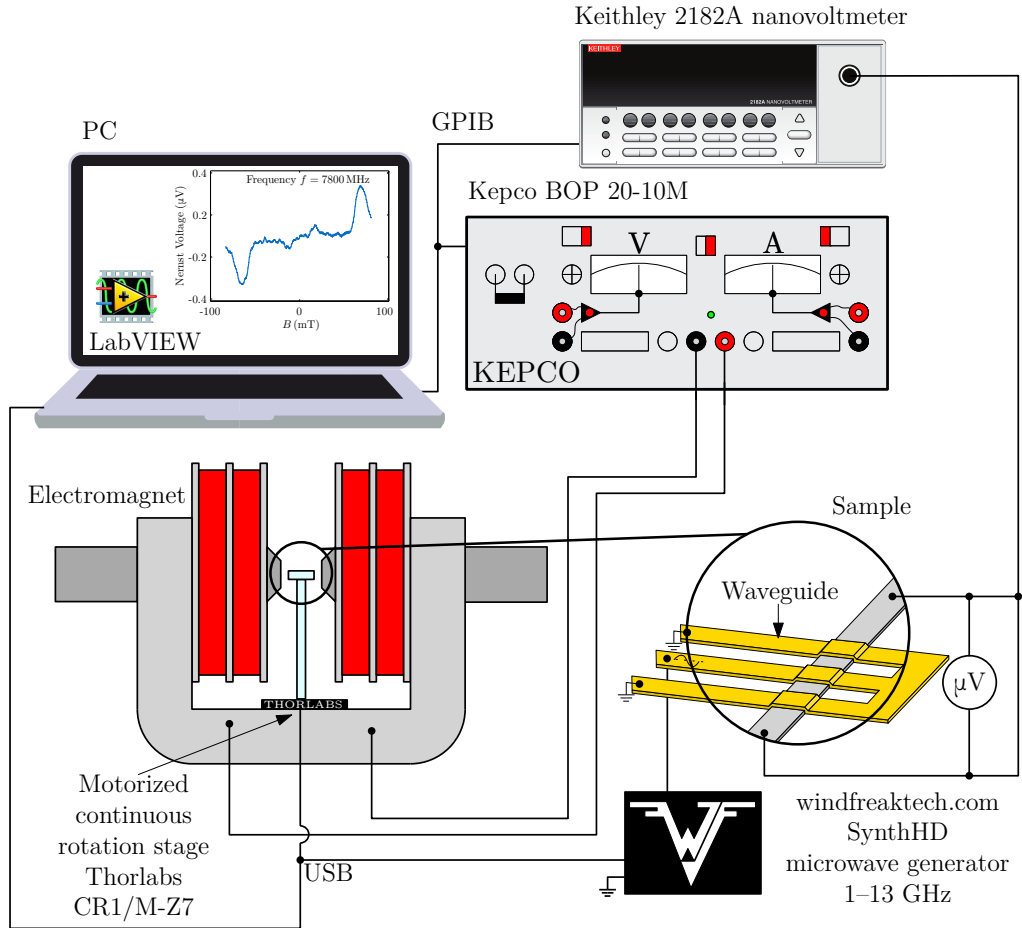 Keithley 2182A nanovoltmeter
KEITHLEY
2182A NANOVOLTMETER
PC
GPIB
Frequency f = 7800 MHz
Nernst Voltage (μV)
0.4
0.2
-0.2
-0.4
-100
0
100
B (mT)
LabVIEW
Kepco BOP 20-10M
V
A
KEPCO
Electromagnet
Sample
Waveguide
μV
THORLABS
Motorized
continuous
rotation stage
Thorlabs
CR1/M-Z7
USB
windfreaktech.com
SynthHD
microwave generator
1–13 GHz